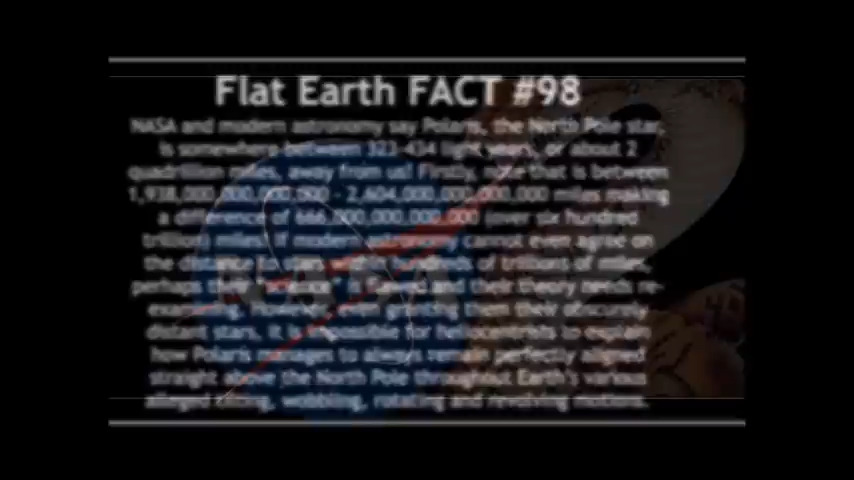 Flat Earth FACT #98
NASA and modern astronomy say Polaris, the North Pole star,
is somewhere between 323-434 light years, or about 2
quadrillion miles, away from us! Firstly, note that is between
1,938,000,000,000,000 - 2,604,000,000,000,000 miles making
a difference of 666,000,000,000,000 (over six hundred
trillion) miles! If modern astronomy cannot even agree on
the distance to stars within hundreds of trillions of miles,
perhaps their "science" is flawed and their theory needs re-
examining. However, even granting them their obscurely
distant stars, it is impossible for heliocentrists to explain
how Polaris manages to always remain perfectly aligned
straight above the North Pole throughout Earth's various
alleged tilting, wobbling, rotating and revolving motions.
NASA